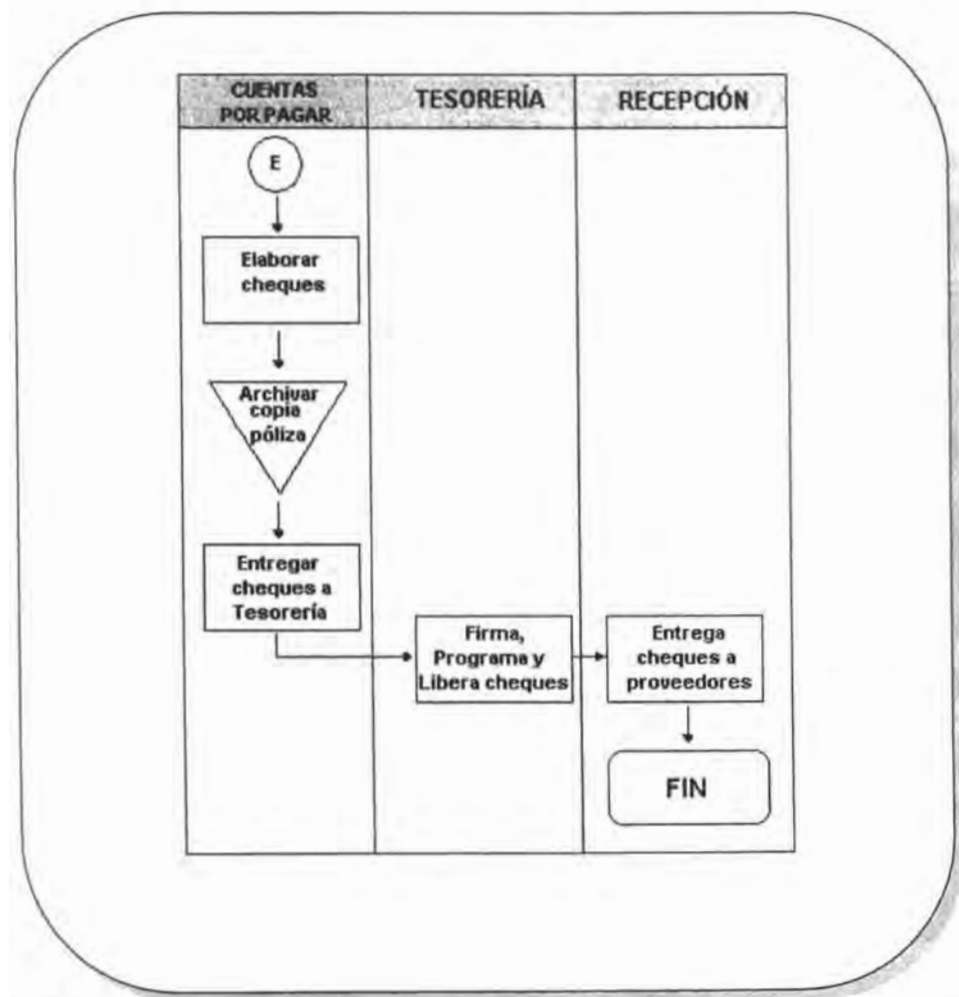 CUENTAS
POR PAGAR
TESORERÍA
RECEPCIÓN
E
Elaborar
cheques
Archivar
copia
póliza
Entregar
cheques a
Tesorería
Firma,
Programa y
Libera cheques
Entrega
cheques a
proveedores
FIN